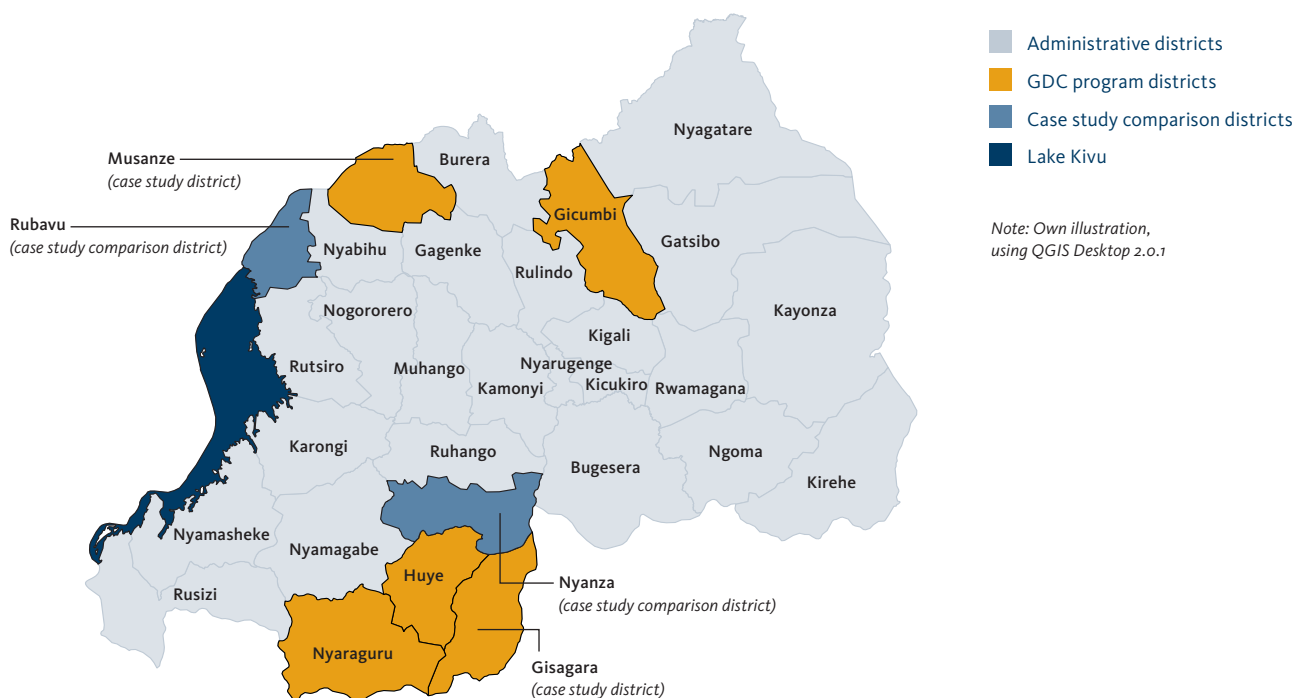 Administrative districts
GDC program districts
Case study comparison districts
Lake Kivu
Note: Own illustration,
using QGIS Desktop 2.0.1
Nyagatare
Musanze
(case study district)
Burera
Rubavu
(case study comparison district)
Gicumbi
Nyabihu
Gagenke
Gatsibo
Rulindo
Nogororero
Kayonza
Kigali
Rutsiro
Muhango
Nyarugenge
Kamonyi
Kicukiro
Rwamagana
Karongi
Ruhango
Bugesera
Ngoma
Kirehe
Nyamasheke
Nyamagabe
Huye
Nyanza
(case study comparison district)
Rusizi
Nyaraguru
Gisagara
(case study district)